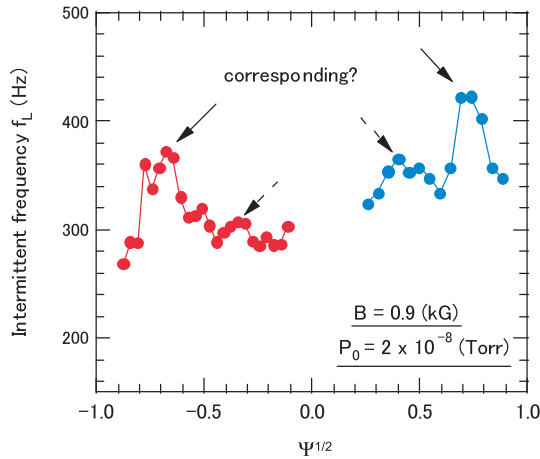 500
400
300
200
Intermittent frequency f_L (Hz)
corresponding?
B = 0.9 (kG)
P_0 = 2 x 10^-8 (Torr)
-1.0
-0.5
0.0
0.5
1.0
Ψ^1/2